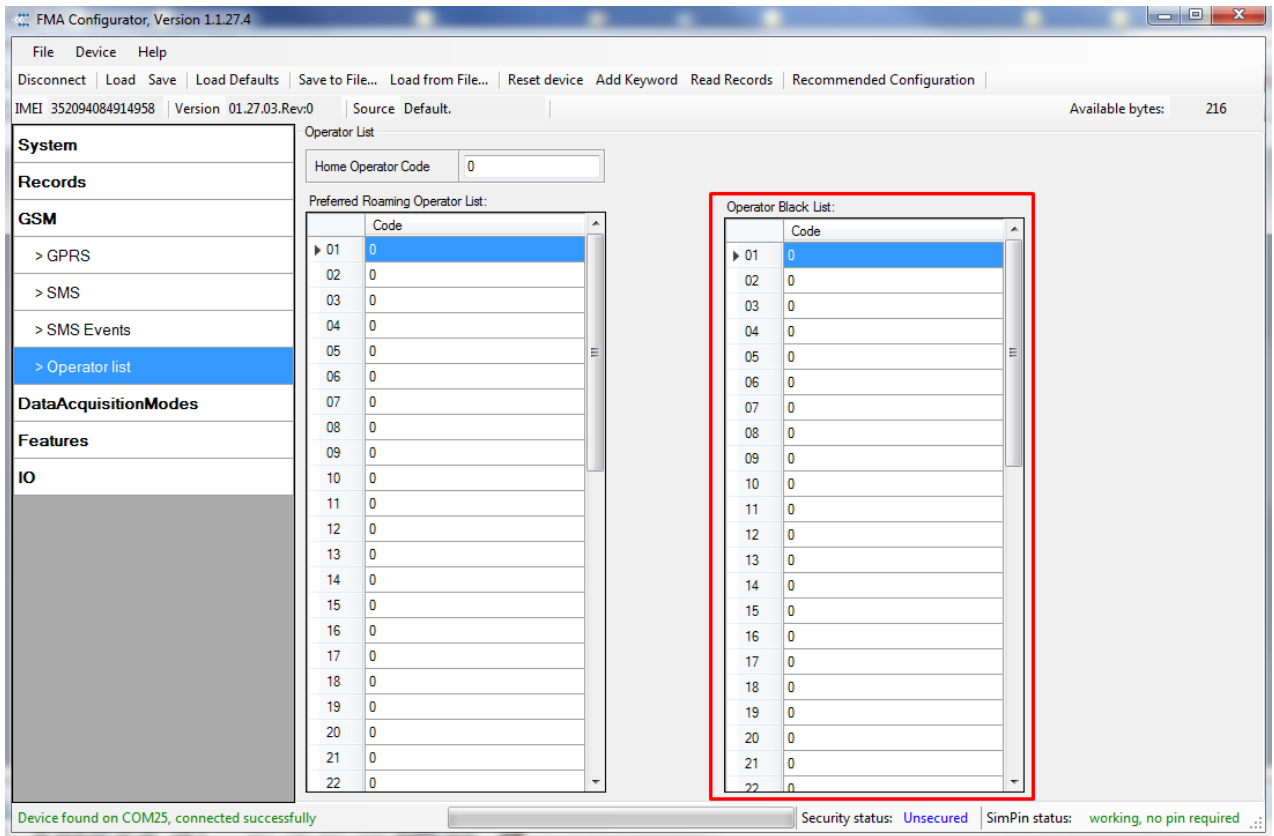 FMA Configurator, Version 1.1.27.4
File Device Help
Disconnect Load Save Load Defaults Save to File... Load from File... Reset device Add Keyword Read Records Recommended Configuration
IMEI 352094084914958 Version 01.27.03.Rev:0 Source Default. Available bytes: 216
System
Records
GSM
> GPRS
> SMS
> SMS Events
> Operator list
DataAcquisitionModes
Features
IO
Operator List
Home Operator Code 0
Preferred Roaming Operator List:
Code
01 0
02 0
03 0
04 0
05 0
06 0
07 0
08 0
09 0
10 0
11 0
12 0
13 0
14 0
15 0
16 0
17 0
18 0
19 0
20 0
21 0
22 0
Operator Black List:
Code
01 0
02 0
03 0
04 0
05 0
06 0
07 0
08 0
09 0
10 0
11 0
12 0
13 0
14 0
15 0
16 0
17 0
18 0
19 0
20 0
21 0
22 0
Device found on COM25, connected successfully Security status: Unsecured SimPin status: working, no pin required